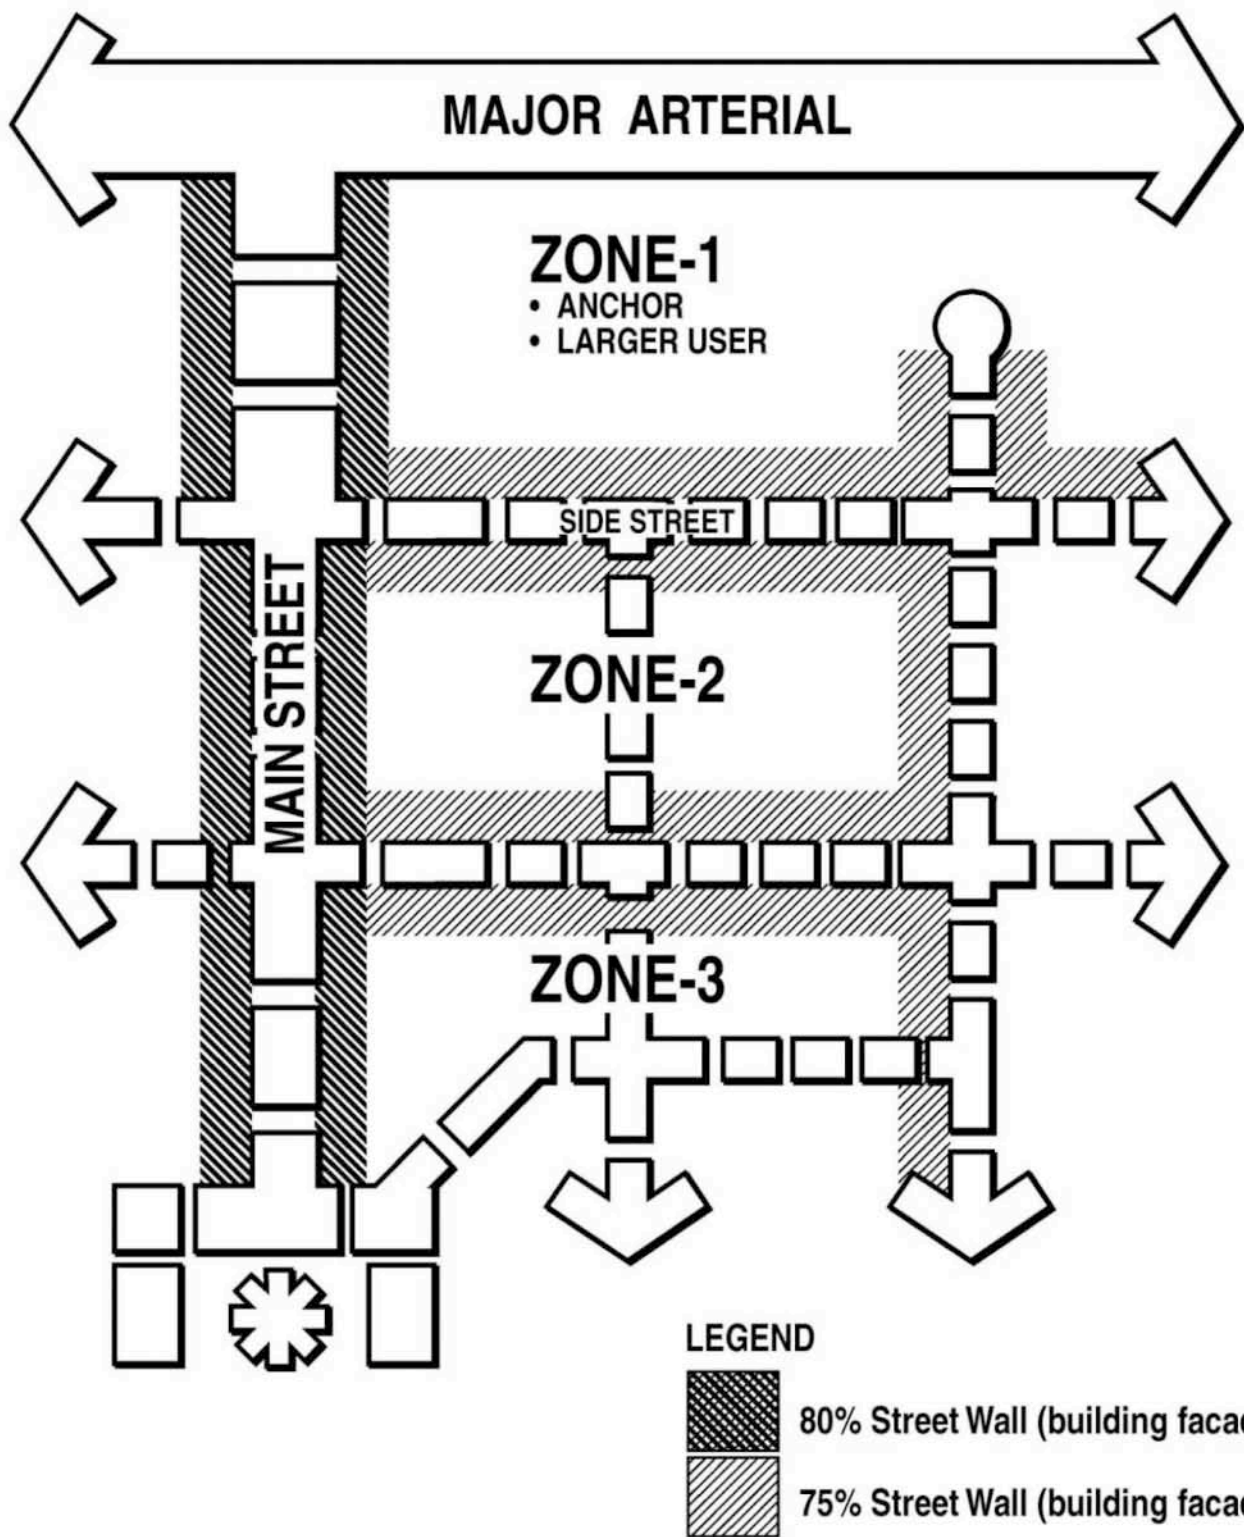 MAJOR ARTERIAL
ZONE-1
• ANCHOR
• LARGER USER
SIDE STREET
MAIN STREET
ZONE-2
ZONE-3
LEGEND
80% Street Wall (building
75% Street Wall (building